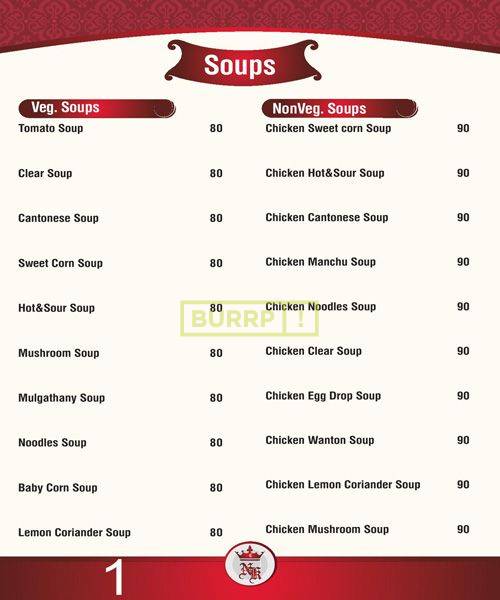 Soups
Veg. Soups
Tomato Soup 80
Clear Soup 80
Cantonese Soup 80
Sweet Corn Soup 80
Hot&Sour Soup 80
Mushroom Soup 80
Mulgathany Soup 80
Noodles Soup 80
Baby Corn Soup 80
Lemon Coriander Soup 80
NonVeg. Soups
Chicken Sweet corn Soup 90
Chicken Hot&Sour Soup 90
Chicken Cantonese Soup 90
Chicken Manchu Soup 90
Chicken Noodles Soup 90
Chicken Clear Soup 90
Chicken Egg Drop Soup 90
Chicken Wanton Soup 90
Chicken Lemon Coriander Soup 90
Chicken Mushroom Soup 90
BURRP!
1
NK